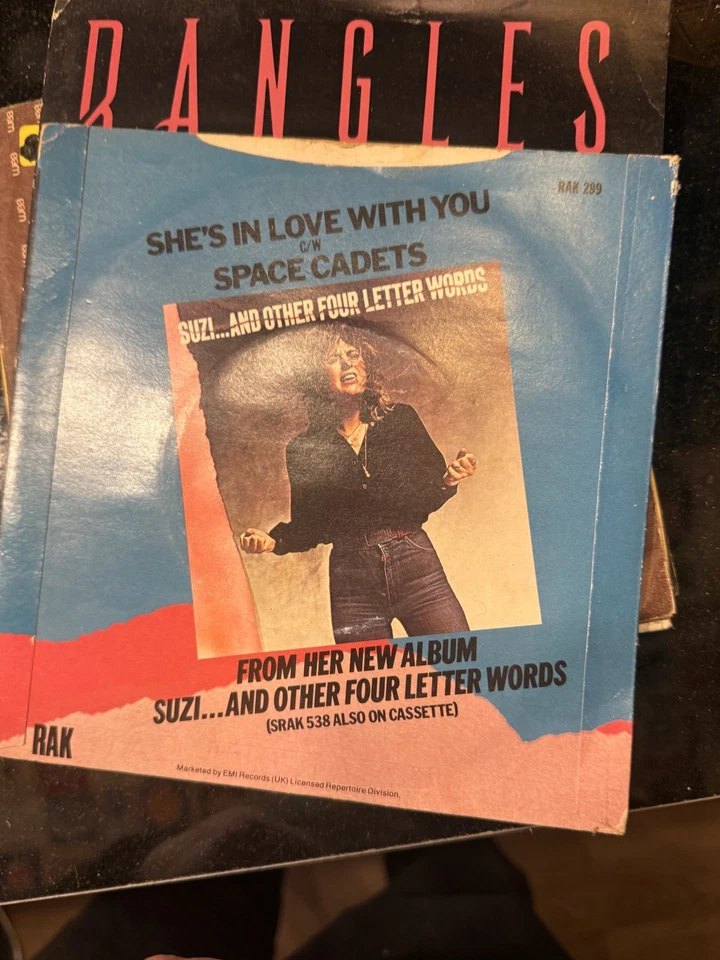 BANGLES
RAK 299
SHE'S IN LOVE WITH YOU
C/W
SPACE CADETS
SUZI...AND OTHER FOUR LETTER WORDS
FROM HER NEW ALBUM
SUZI...AND OTHER FOUR LETTER WORDS
(SRAK 538 ALSO ON CASSETTE)
RAK
Marketed by EMI Records (UK) Licensed Repertoire Division.